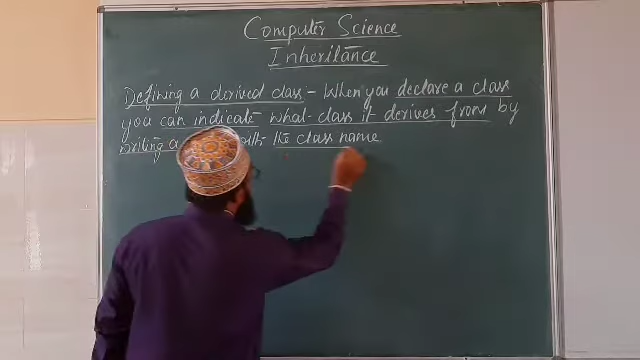 Computer Science
Inheritance
Defining a derived class - When you declare a class
you can indicate what class it derives from by
writing a with the class name